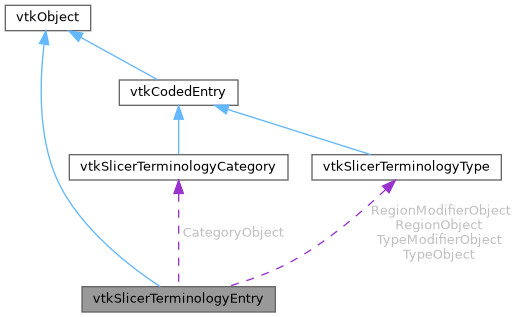 vtkObject
vtkCodedEntry
vtkSlicerTerminologyCategory
vtkSlicerTerminologyType
CategoryObject
RegionModifierObject
RegionObject
TypeModifierObject
TypeObject
vtkSlicerTerminologyEntry